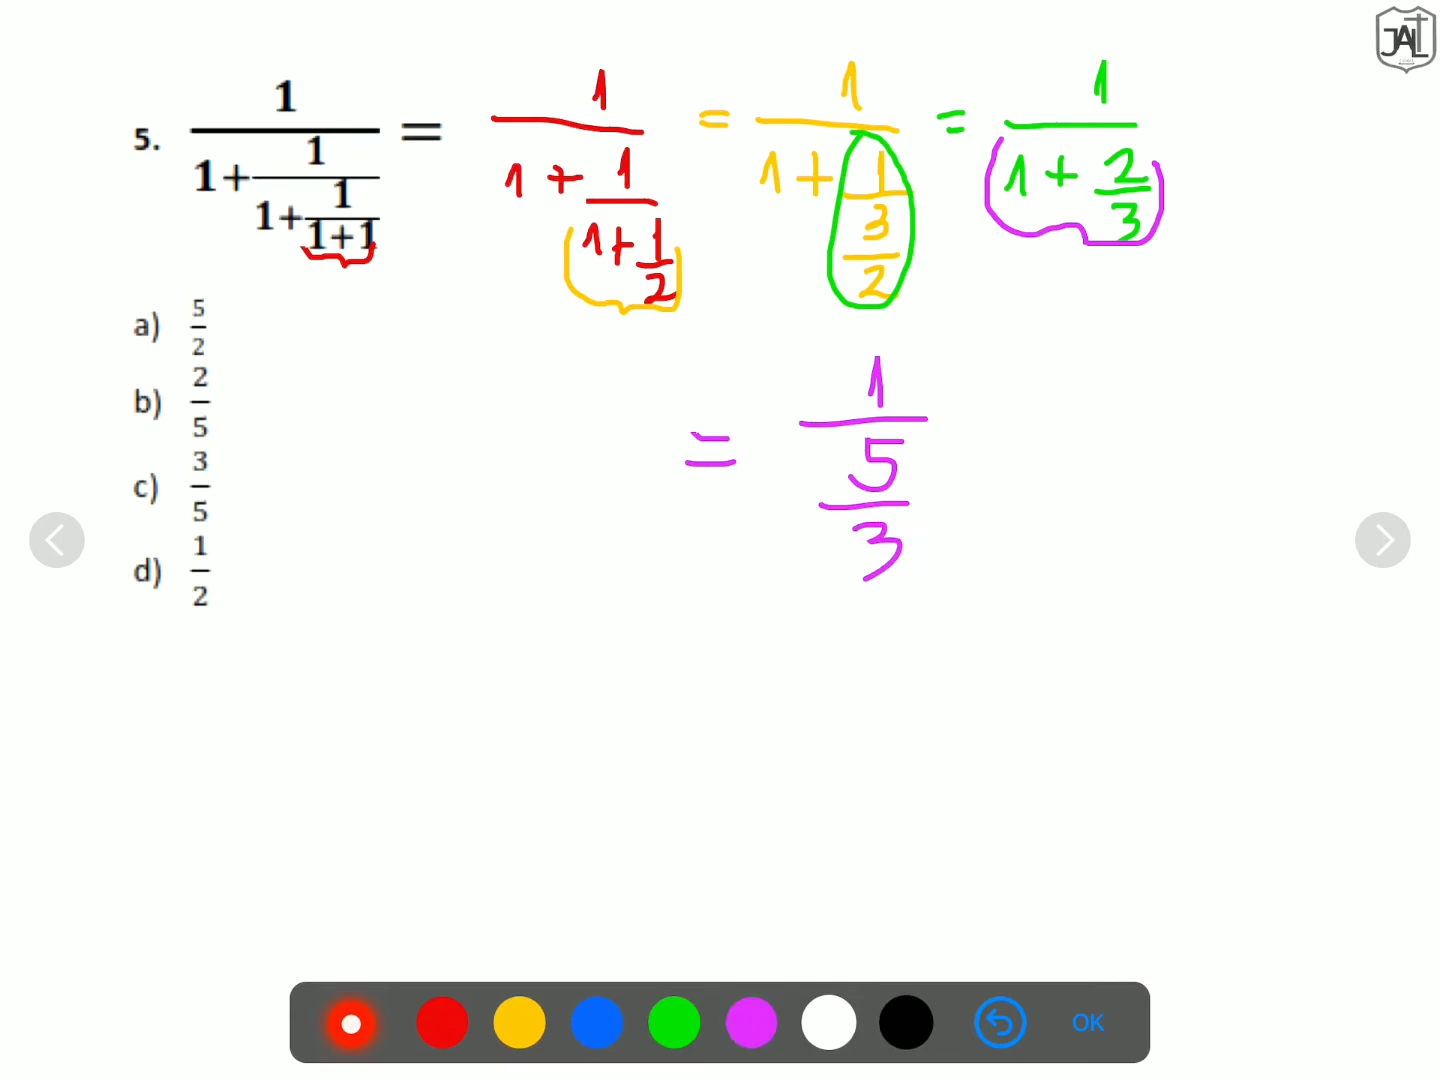 JALT
5. 1/(1+1/(1+1/(1+1))) = 1/(1+1/(1+1/2)) = 1/(1+1/(3/2)) = 1/(1+2/3)
= 1/(5/3)
a) 5/2
b) 2/5
c) 3/5
d) 1/2
OK